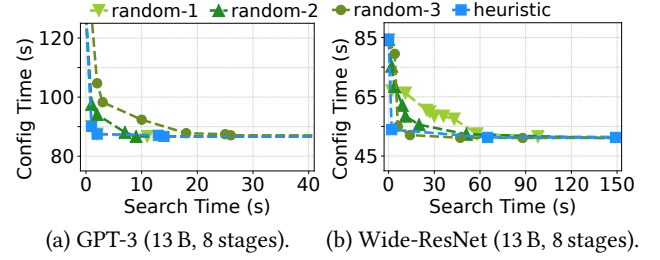 random-1 random-2 random-3 heuristic
120
100
80
Config Time (s)
0 10 20 30 40
Search Time (s)
85
65
45
Config Time (s)
0 30 60 90 120 150
Search Time (s)
(a) GPT-3 (13 B, 8 stages). (b) Wide-ResNet (13 B, 8 stages).